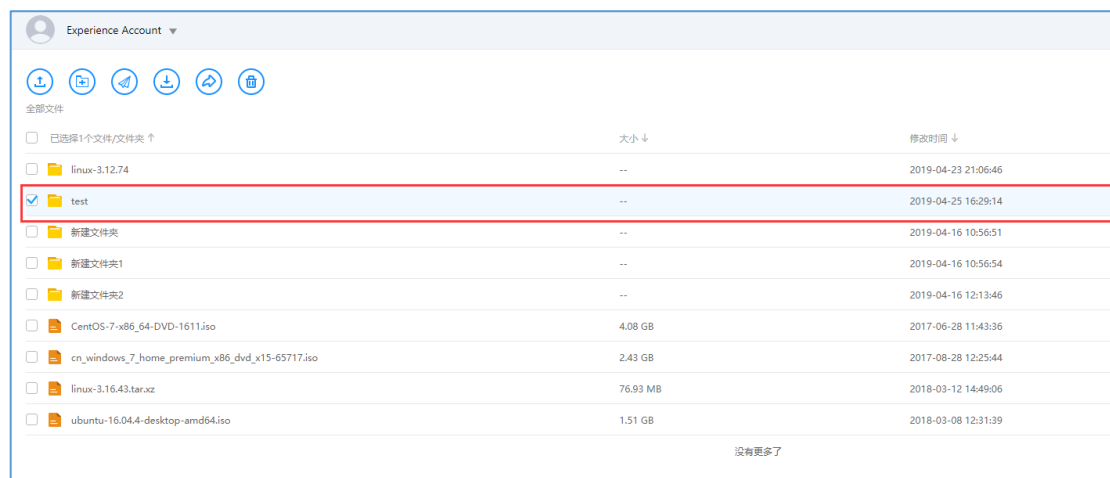 Experience Account
全部文件
已选择1个文件/文件夹 大小 修改时间
linux-3.12.74 -- 2019-04-23 21:06:46
test -- 2019-04-25 16:29:14
新建文件夹 -- 2019-04-16 10:56:51
新建文件夹1 -- 2019-04-16 10:56:54
新建文件夹2 -- 2019-04-16 12:13:46
CentOS-7-x86_64-DVD-1611.iso 4.08 GB 2017-06-28 11:43:36
cn_windows_7_home_premium_x86_dvd_x15-65717.iso 2.43 GB 2017-08-28 12:25:44
linux-3.16.43.tar.xz 76.93 MB 2018-03-12 14:49:06
ubuntu-16.04.4-desktop-amd64.iso 1.51 GB 2018-03-08 12:31:39
没有更多了